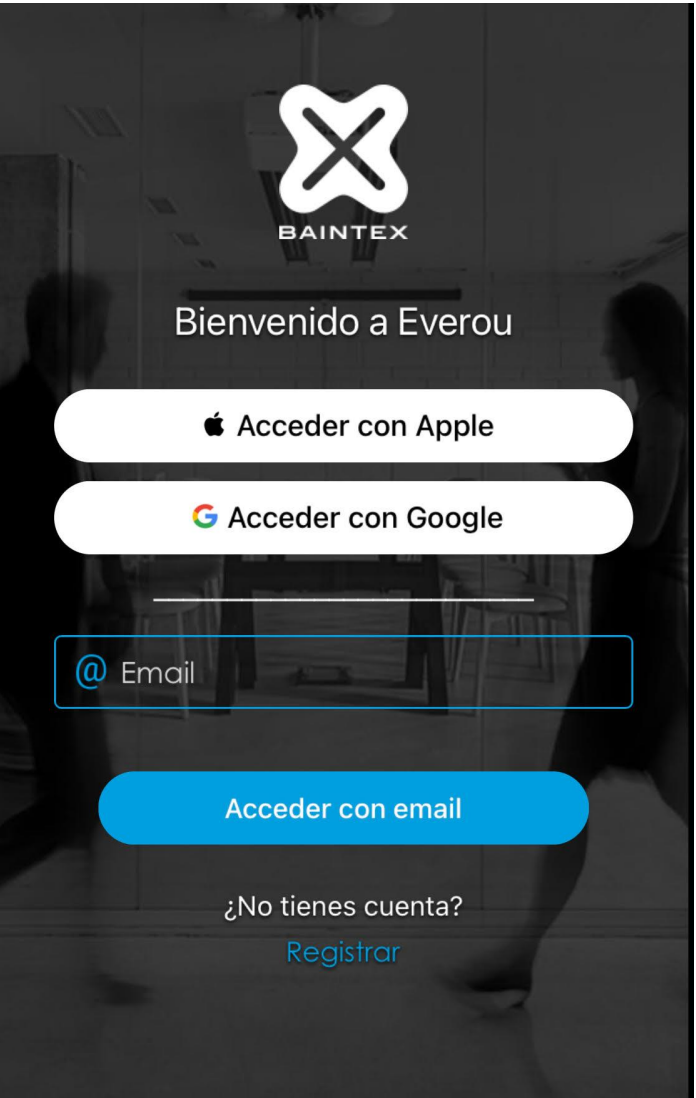 BAINTEX
Bienvenido a Everou
Acceder con Apple
Acceder con Google
@ Email
Acceder con email
¿No tienes cuenta?
Registrar